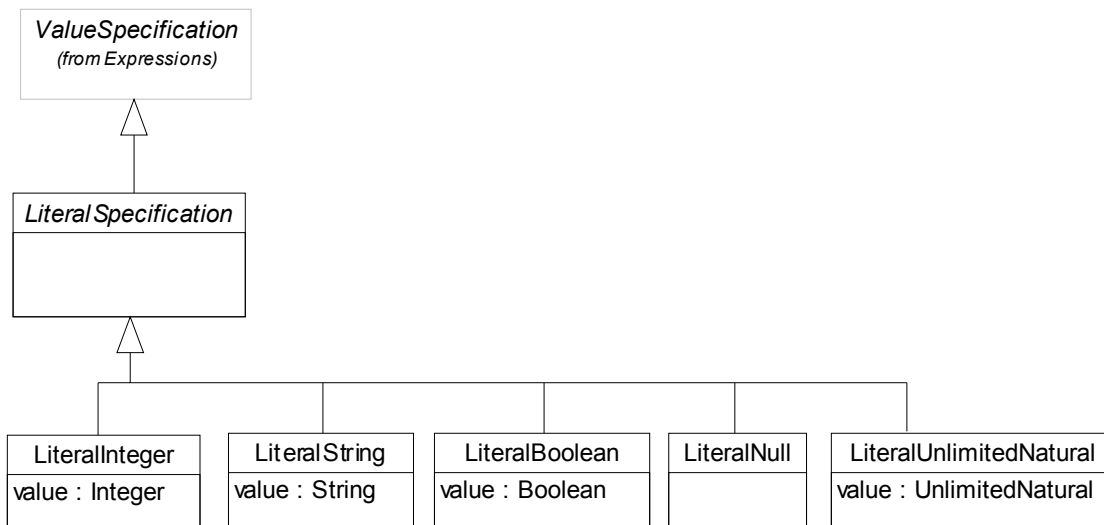 ValueSpecification
(from Expressions)
LiteralSpecification
LiteralInteger
value : Integer
LiteralString
value : String
LiteralBoolean
value : Boolean
LiteralNull
LiteralUnlimitedNatural
value : UnlimitedNatural